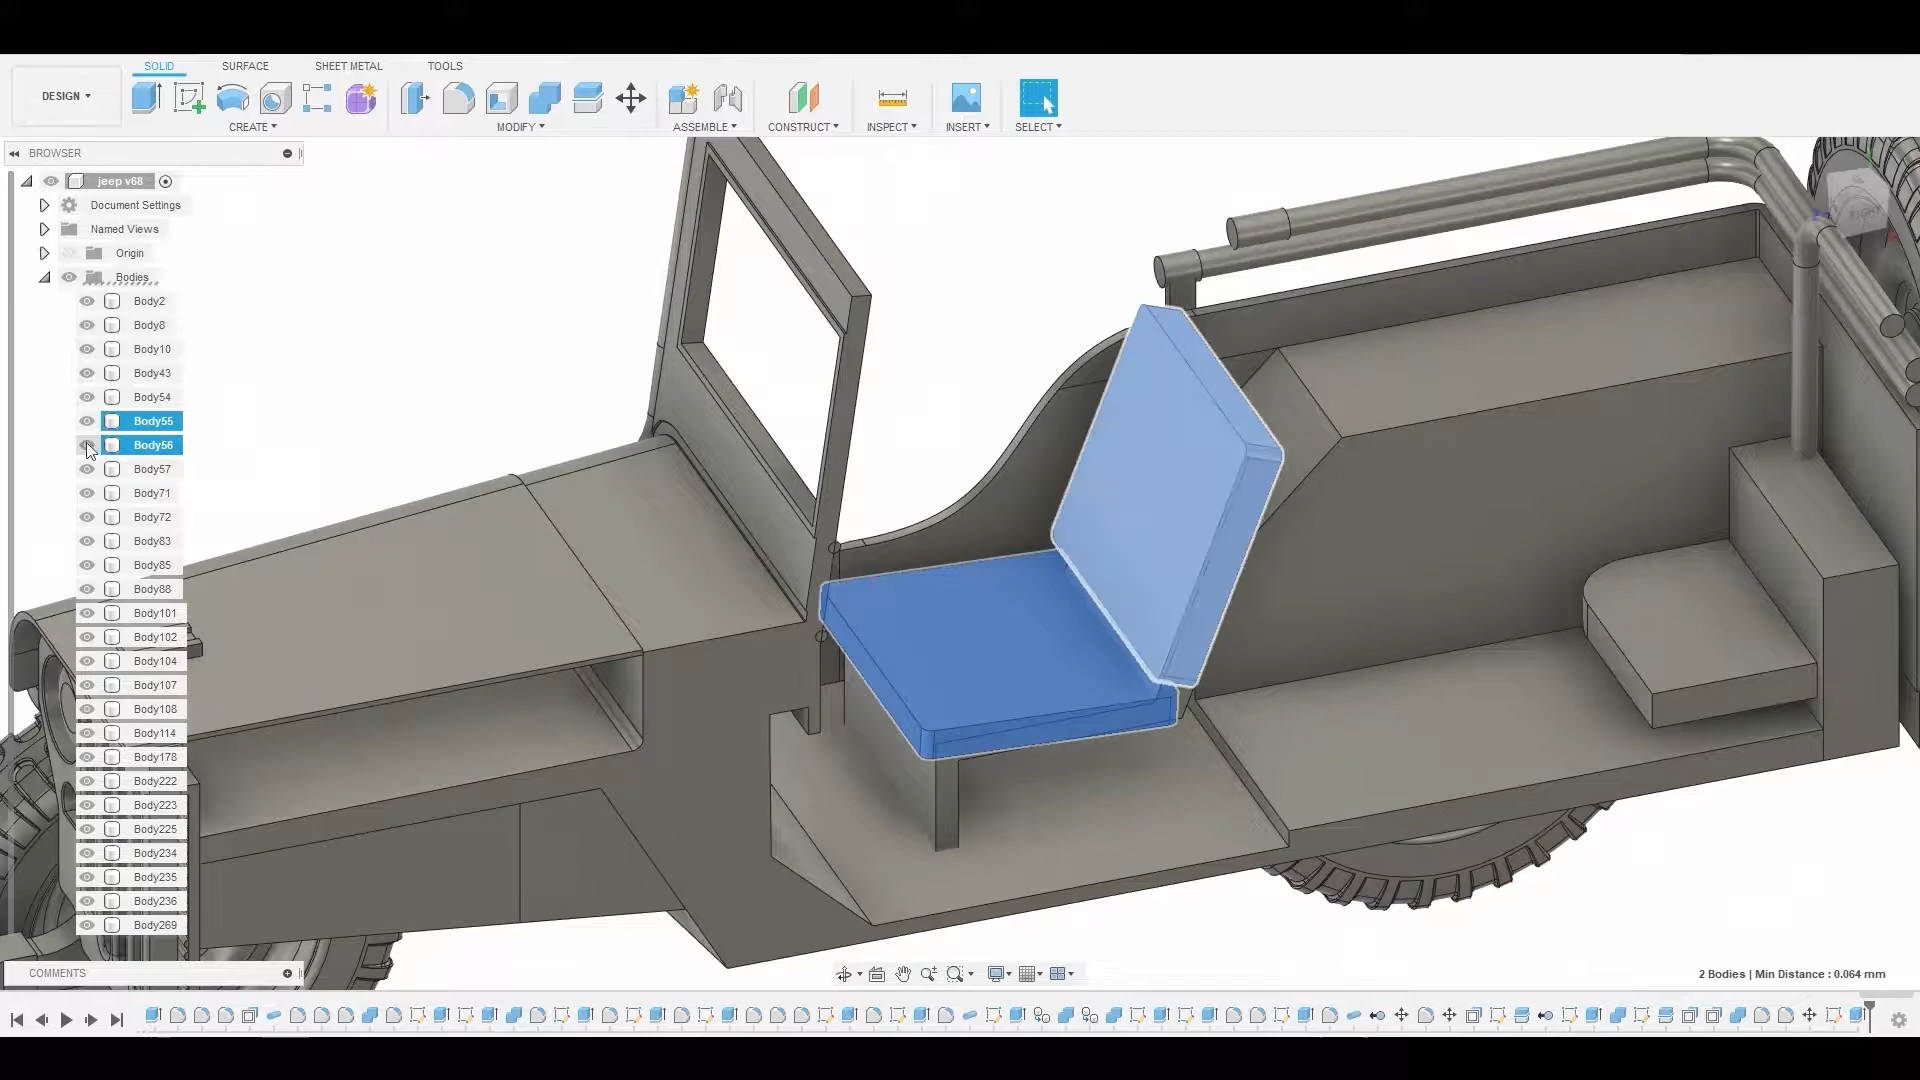 SOLID SURFACE SHEET METAL TOOLS
DESIGN
CREATE MODIFY ASSEMBLE CONSTRUCT INSPECT INSERT SELECT
BROWSER
jeep v68
Document Settings
Named Views
Origin
Bodies
Body2
Body8
Body10
Body43
Body54
Body55
Body56
Body57
Body71
Body72
Body83
Body85
Body88
Body101
Body102
Body104
Body107
Body108
Body114
Body178
Body222
Body223
Body225
Body234
Body235
Body236
Body269
RIGHT
COMMENTS
2 Bodies | Min Distance : 0.064 mm